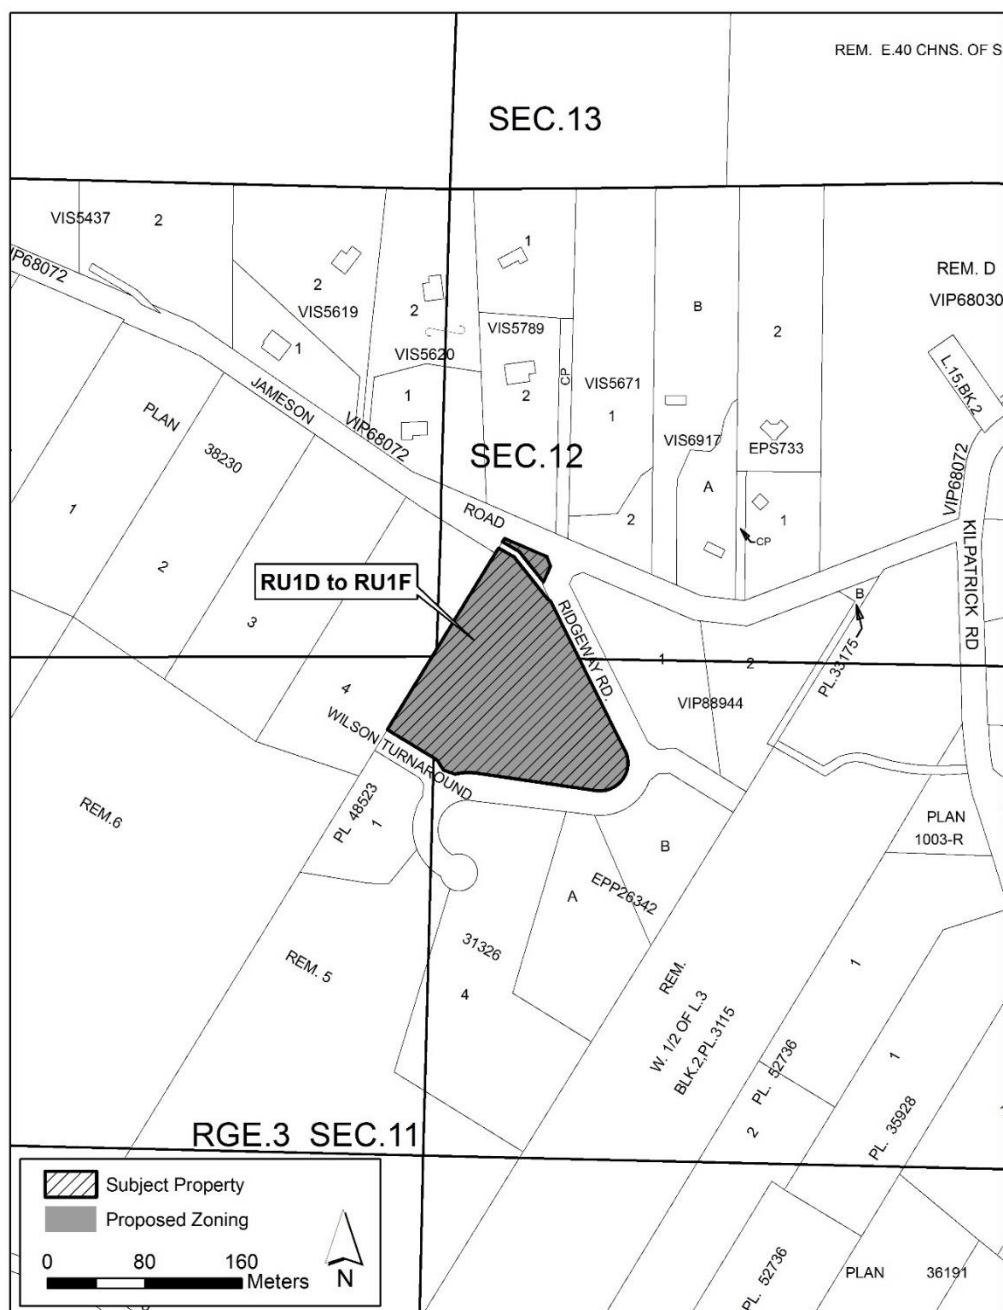 REM. E.40 CHNS. OF S
SEC.13
VIS5437
2
1
VIP68072
2
VIS5619
1
2
VIS5620
1
VIS5789
2
CP
VIS5671
1
2
B
VIS6917
A
CP
2
EPS733
1
REM. D
VIP68030
L.15,BK.2
VIP68072
KILPATRICK RD
JAMESON
VIP68072
ROAD
SEC.12
PLAN
38230
1
2
3
4
RU1D to RU1F
RIDGEWAY RD.
1
2
VIP88944
B
PL.33175
WILSON TURNAROUND
PL. 48523
1
REM.6
PLAN
1003-R
B
A
EPP26342
31326
4
REM. 5
REM.
W. 1/2 OF L.3
BLK.2,PL.3115
1
PL. 52736
2
1
PL. 35928
RGE.3 SEC.11
PL. 52736
PLAN 36191
Subject Property
Proposed Zoning
0 80 160
Meters
N